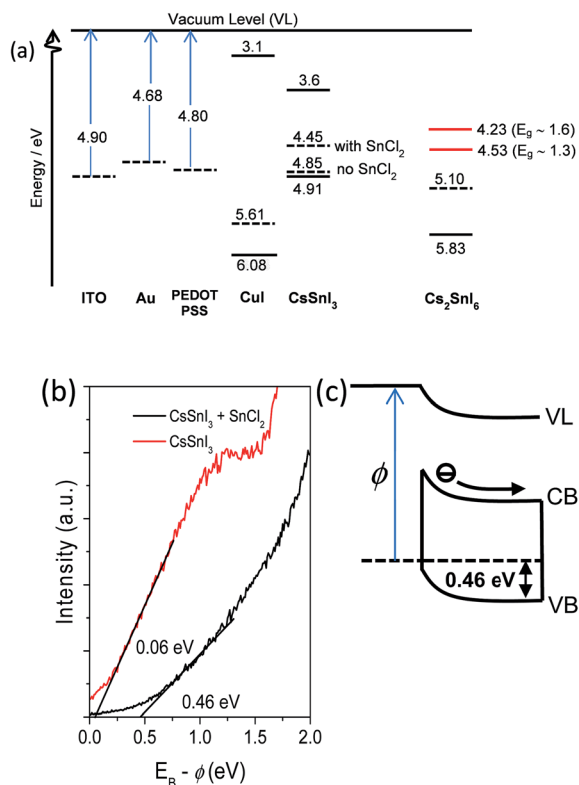 Vacuum Level (VL)
(a)
3.1
3.6
4.68
4.80
4.90
4.45
with SnCl₂
4.23 (E_g ~ 1.6)
4.53 (E_g ~ 1.3)
4.85
no SnCl₂
4.91
5.10
5.61
5.83
6.08
Energy / eV
ITO
Au
PEDOT
PSS
CuI
CsSnI₃
Cs₂SnI₆
(b)
CsSnI₃ + SnCl₂
CsSnI₃
Intensity (a.u.)
0.06 eV
0.46 eV
0.0
0.5
1.0
1.5
2.0
E_B - ϕ (eV)
(c)
VL
ϕ
CB
0.46 eV
VB